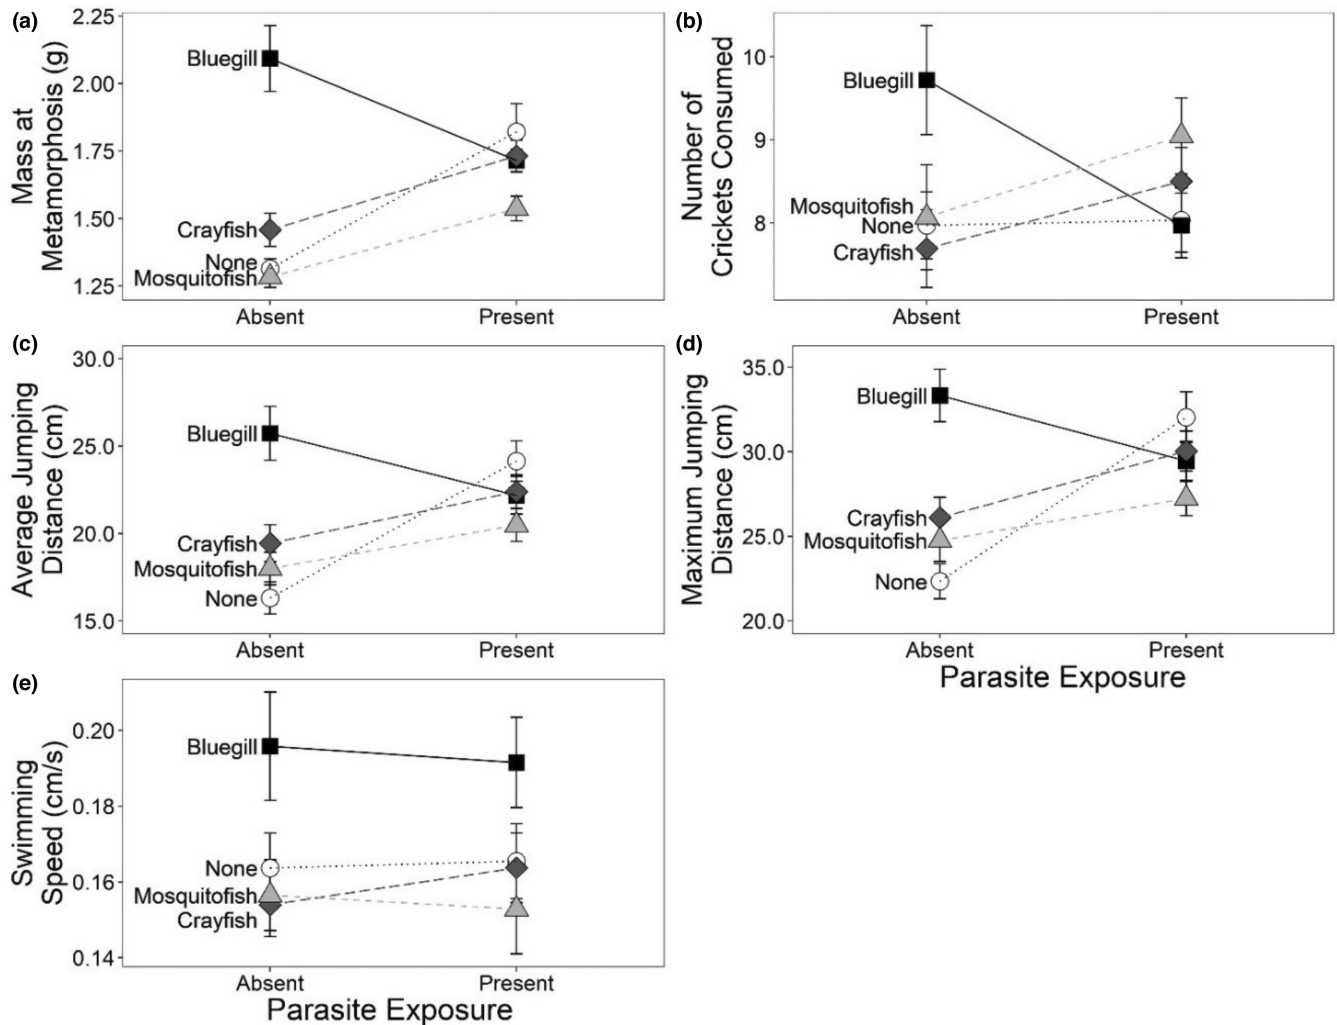 (a)
Mass at
Metamorphosis (g)
2.25
2.00
1.75
1.50
1.25
Bluegill
Crayfish
None
Mosquitofish
Absent
Present
(b)
Number of
Crickets Consumed
10
9
8
Bluegill
Mosquitofish
None
Crayfish
Absent
Present
(c)
Average Jumping
Distance (cm)
30.0
25.0
20.0
15.0
Bluegill
Crayfish
Mosquitofish
None
Absent
Present
(d)
Maximum Jumping
Distance (cm)
35.0
30.0
25.0
20.0
Bluegill
Crayfish
Mosquitofish
None
Absent
Present
Parasite Exposure
(e)
Swimming
Speed (cm/s)
0.20
0.18
0.16
0.14
Bluegill
None
Mosquitofish
Crayfish
Absent
Present
Parasite Exposure